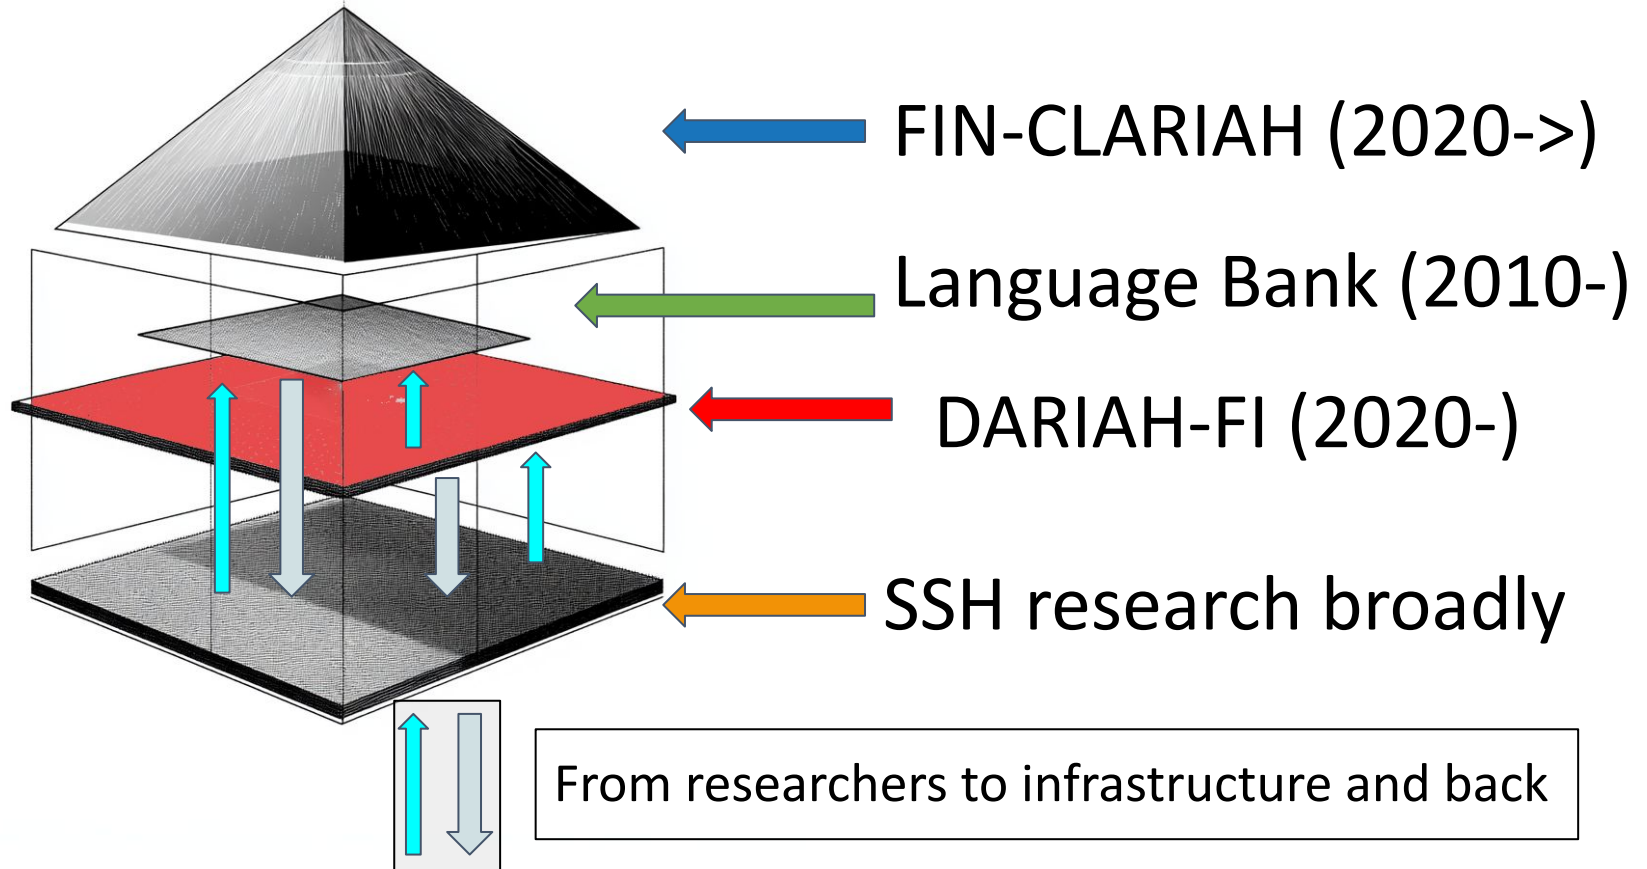 FIN-CLARIAH (2020->)
Language Bank (2010-)
DARIAH-FI (2020-)
SSH research broadly
From researchers to infrastructure and back